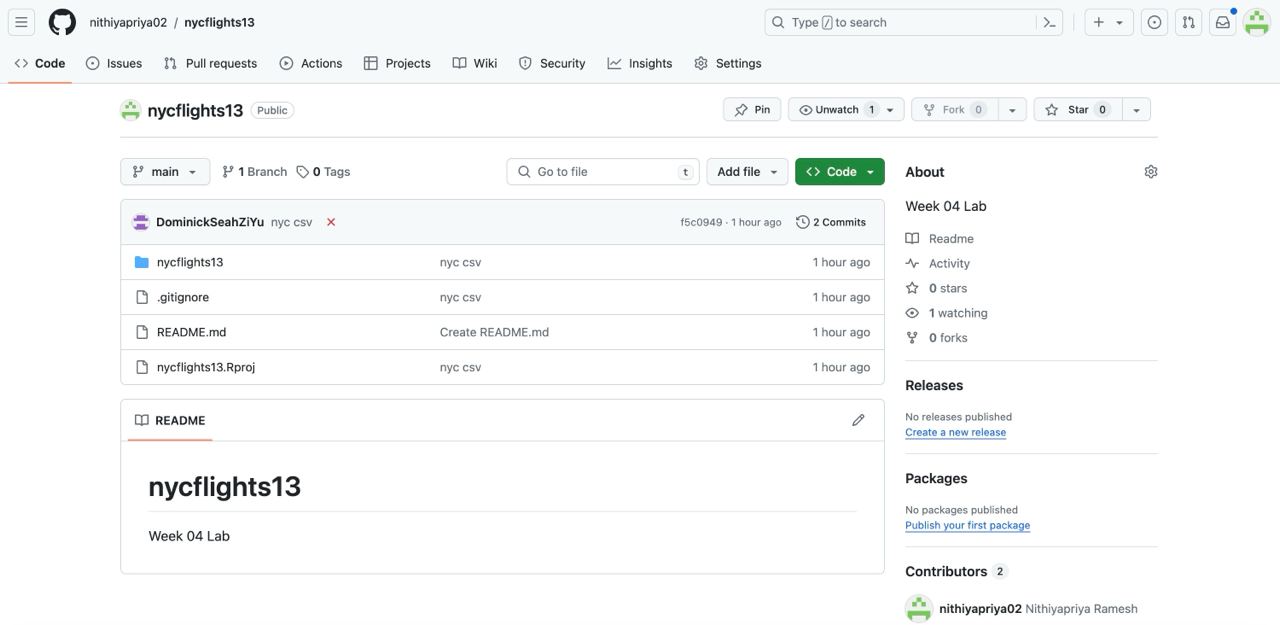 nithiyapriya02 / nycflights13
Type / to search
Code Issues Pull requests Actions Projects Wiki Security Insights Settings
nycflights13 Public
Pin Unwatch 1 Fork 0 Star 0
main 1 Branch 0 Tags Go to file t Add file Code
DominickSeahZiYu nyc csv f5c0949 · 1 hour ago 2 Commits
nycflights13 nyc csv 1 hour ago
.gitignore nyc csv 1 hour ago
README.md Create README.md 1 hour ago
nycflights13.Rproj nyc csv 1 hour ago
README
nycflights13
Week 04 Lab
About
Week 04 Lab
Readme
Activity
0 stars
1 watching
0 forks
Releases
No releases published
Create a new release
Packages
No packages published
Publish your first package
Contributors 2
nithiyapriya02 Nithiyapriya Ramesh